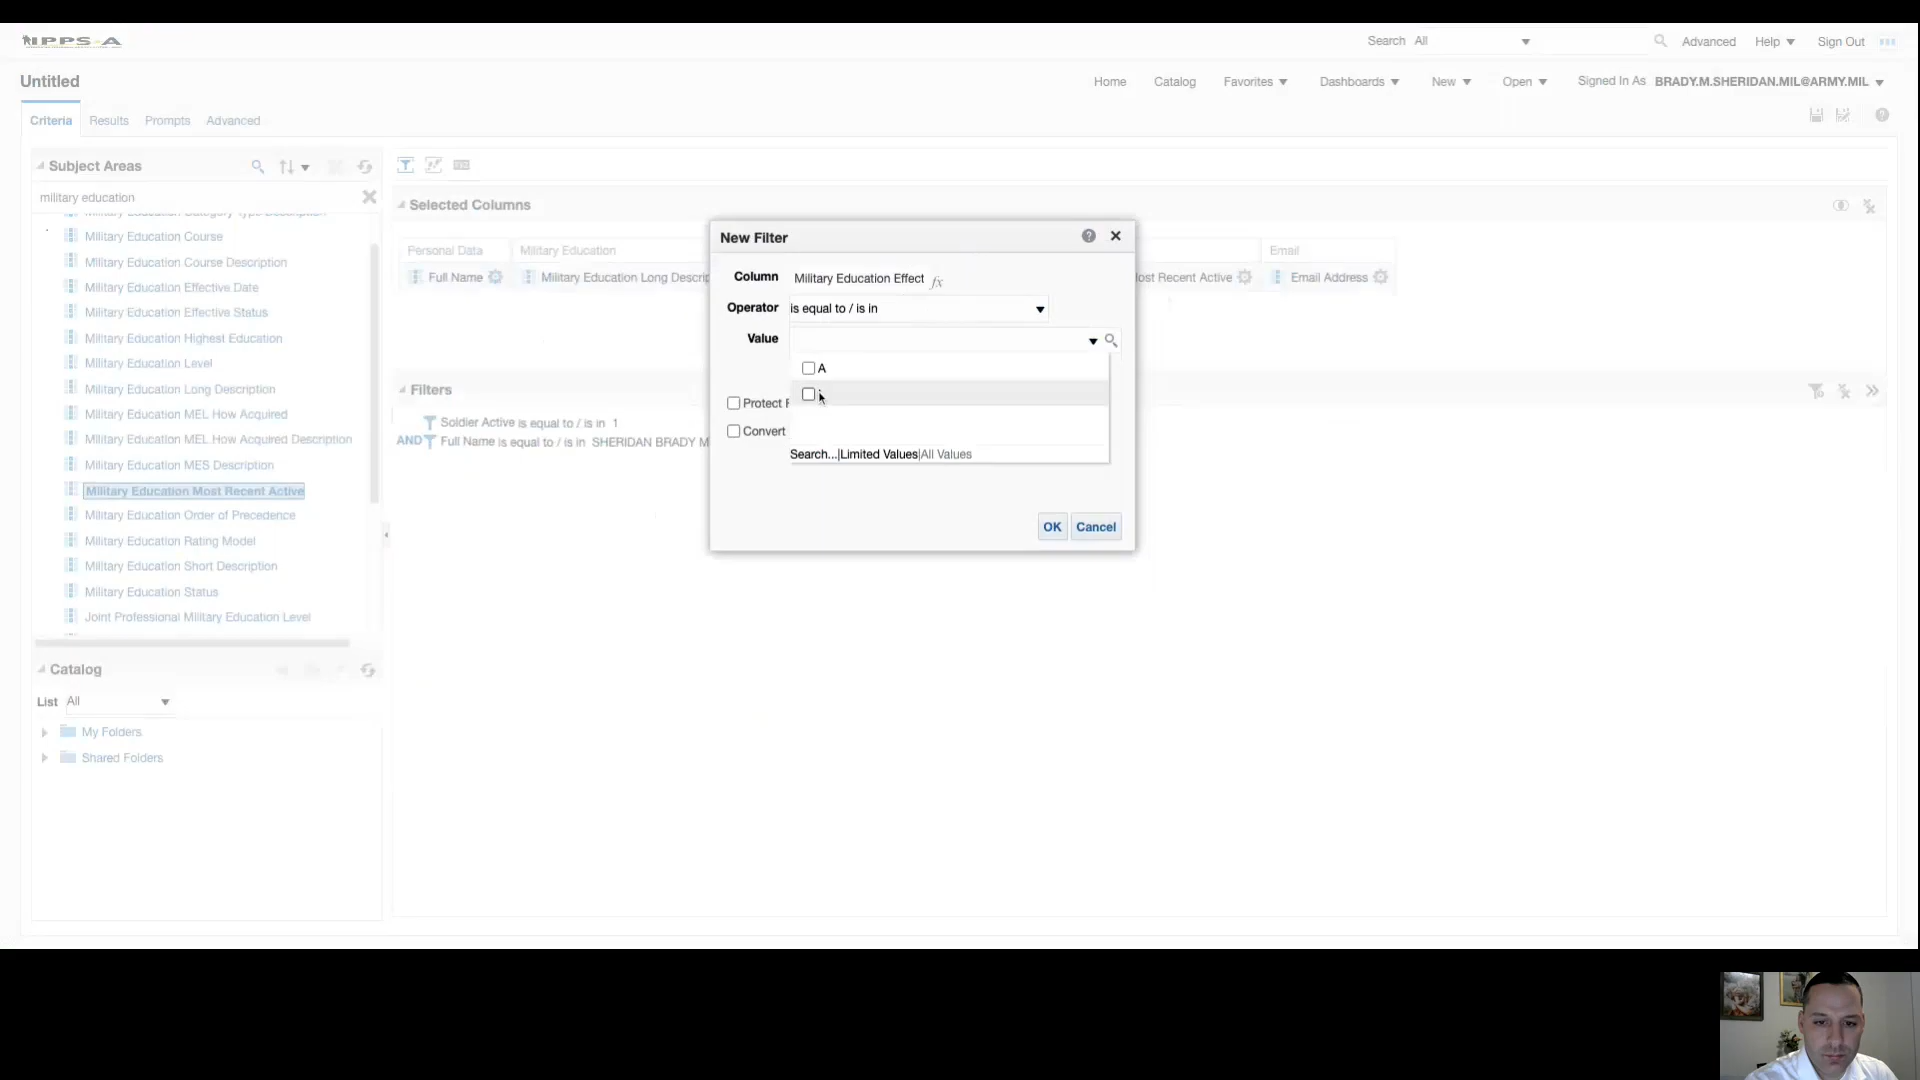 IPPS-A
Search All
Advanced
Help
Sign Out
Untitled
Home
Catalog
Favorites
Dashboards
New
Open
Signed In As BRADY.M.SHERIDAN.MIL@ARMY.MIL
Criteria
Results
Prompts
Advanced
Subject Areas
military education
Military Education Category Type Description
Military Education Course
Military Education Course Description
Military Education Effective Date
Military Education Effective Status
Military Education Highest Education
Military Education Level
Military Education Long Description
Military Education MEL How Acquired
Military Education MEL How Acquired Description
Military Education MES Description
Military Education Most Recent Active
Military Education Order of Precedence
Military Education Rating Model
Military Education Short Description
Military Education Status
Joint Professional Military Education Level
Catalog
List All
My Folders
Shared Folders
Selected Columns
Personal Data
Military Education
Email
Full Name
Military Education Long Descrip
Most Recent Active
Email Address
Filters
Soldier Active is equal to / is in 1
AND Full Name is equal to / is in SHERIDAN BRADY M
New Filter
Column Military Education Effect fx
Operator is equal to / is in
Value
A
Protect F
Convert
Search...|Limited Values|All Values
OK
Cancel